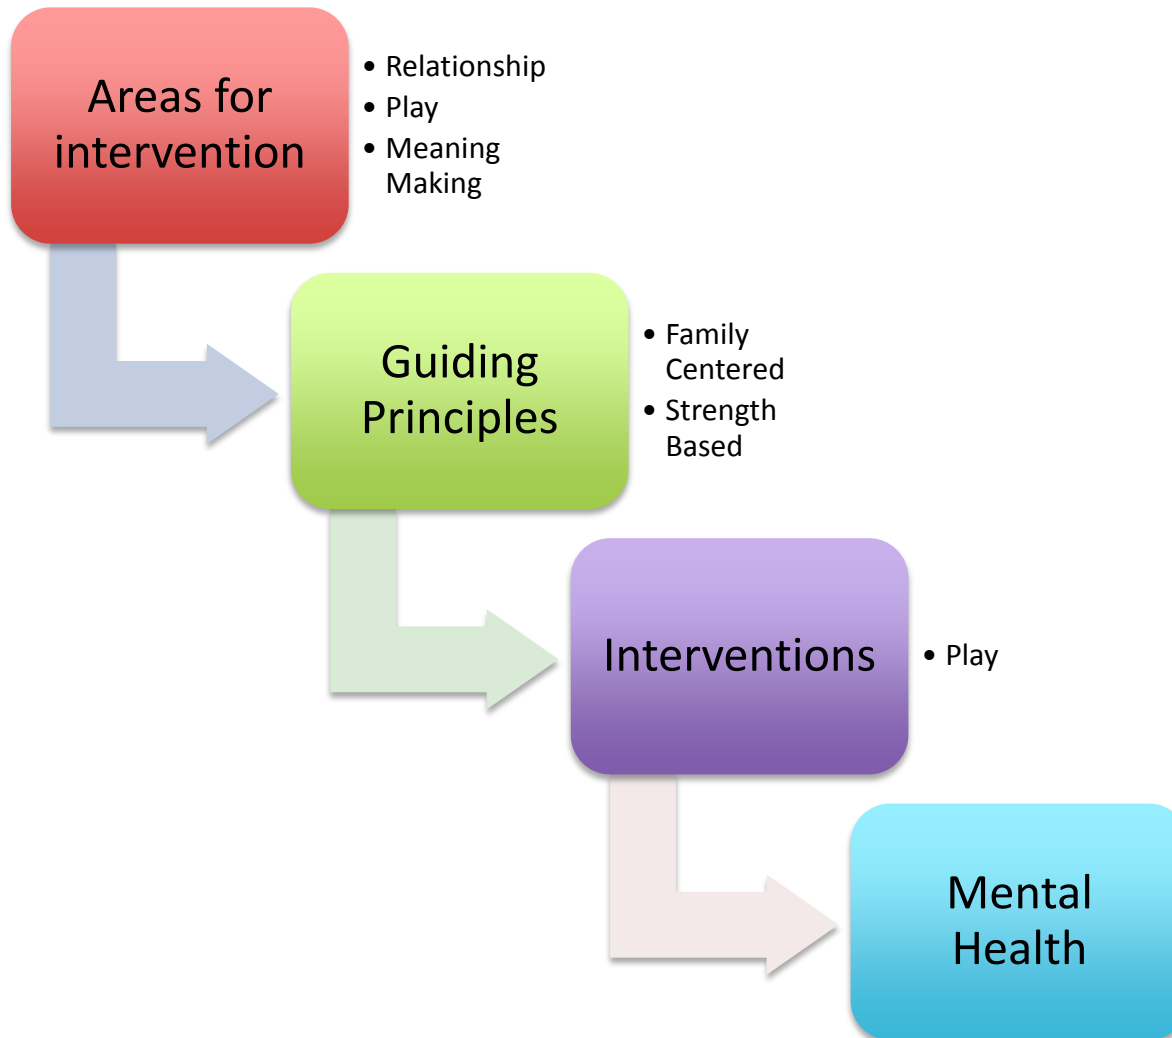 Areas for
intervention
• Relationship
• Play
• Meaning
Making
Guiding
Principles
• Family
Centered
• Strength
Based
Interventions
• Play
Mental
Health